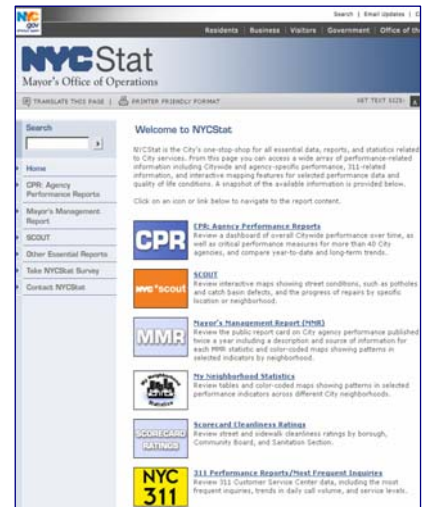 NYC
.gov
Search | Email Updates | C
Residents | Business | Visitors | Government | Office of th
NYCStat
Mayor's Office of Operations
TRANSLATE THIS PAGE | PRINTER FRIENDLY FORMAT
SET TEXT SIZE: A
Search
Home
CPR: Agency
Performance Reports
Mayor's Management
Report
SCOUT
Other Essential Reports
Take NYCStat Survey
Contact NYCStat
Welcome to NYCStat
NYCStat is the City's one-stop-shop for all essential data, reports, and statistics related
to City services. From this page you can access a wide array of performance-related
information including Citywide and agency-specific performance, 311-related
information, and interactive mapping features for selected performance data and
quality of life conditions. A snapshot of the available information is provided below.
Click on an icon or link below to navigate to the report content.
CPR
CPR: Agency Performance Reports
Review a dashboard of overall Citywide performance over time, as
well as critical performance measures for more than 40 City
agencies, and compare year-to-date and long-term trends.
NYC*scout
SCOUT
Review interactive maps showing street conditions, such as potholes
and catch basin defects, and the progress of repairs by specific
location or neighborhood.
MMR
Mayor's Management Report (MMR)
Review the public report card on City agency performance published
twice a year including a description and source of information for
each MMR statistic and color-coded maps showing patterns in
selected indicators by neighborhood.
My Neighborhood
Statistics
My Neighborhood Statistics
Review tables and color-coded maps showing patterns in selected
performance indicators across different City neighborhoods.
SCORECARD
RATINGS
Scorecard Cleanliness Ratings
Review street and sidewalk cleanliness ratings by borough,
Community Board, and Sanitation Section.
NYC
311
311 Performance Reports/Most Frequent Inquiries
Review 311 Customer Service Center data, including the most
frequent inquiries, trends in daily call volume, and service levels.